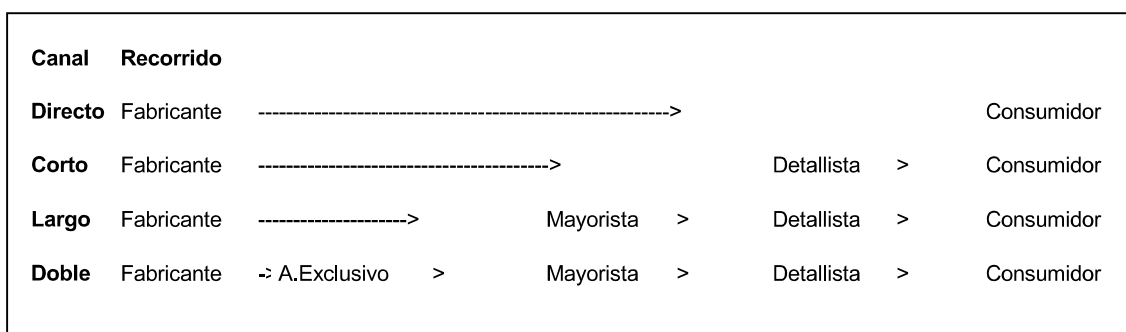 Canal Recorrido
Directo Fabricante ----------------------------------------------------------> Consumidor
Corto Fabricante -----------------------------------------> Detallista > Consumidor
Largo Fabricante ---------------------> Mayorista > Detallista > Consumidor
Doble Fabricante -> A.Exclusivo > Mayorista > Detallista > Consumidor